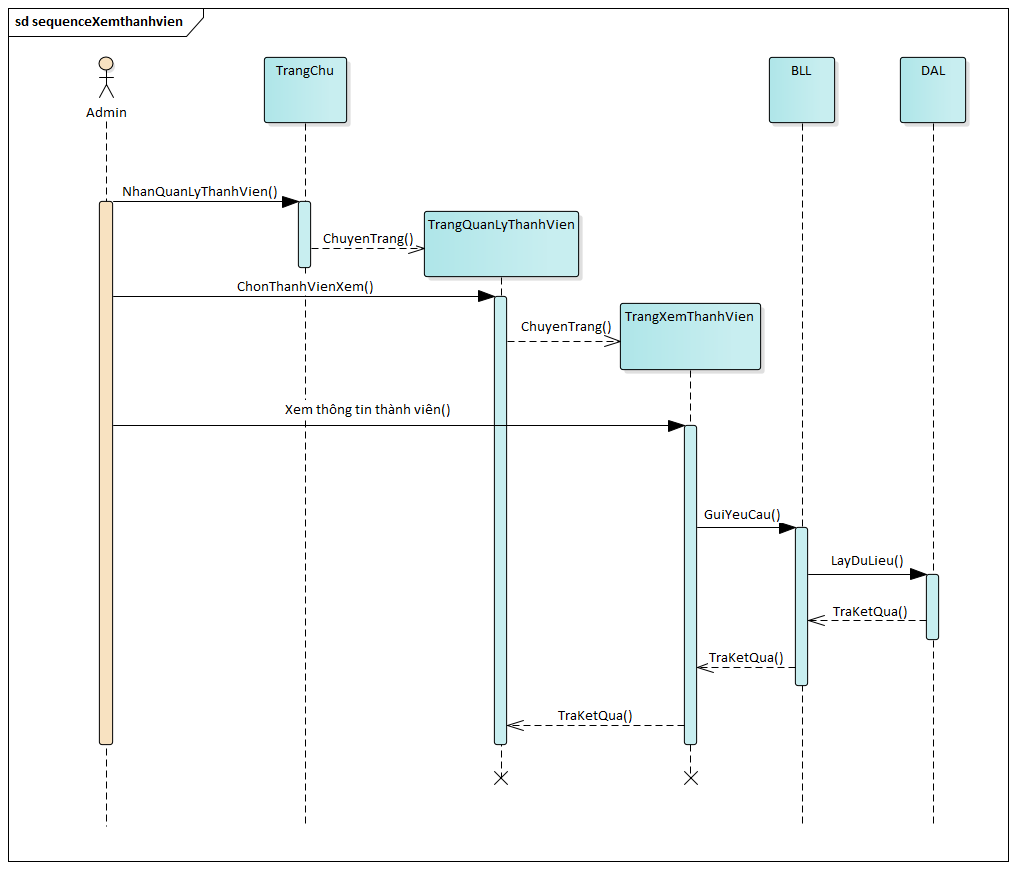 sd sequenceXemthanhvien
Admin
TrangChu
BLL
DAL
NhanQuanLyThanhVien()
TrangQuanLyThanhVien
ChuyenTrang()
ChonThanhVienXem()
TrangXemThanhVien
ChuyenTrang()
Xem thông tin thành viên()
GuiYeuCau()
LayDuLieu()
TraKetQua()
TraKetQua()
TraKetQua()